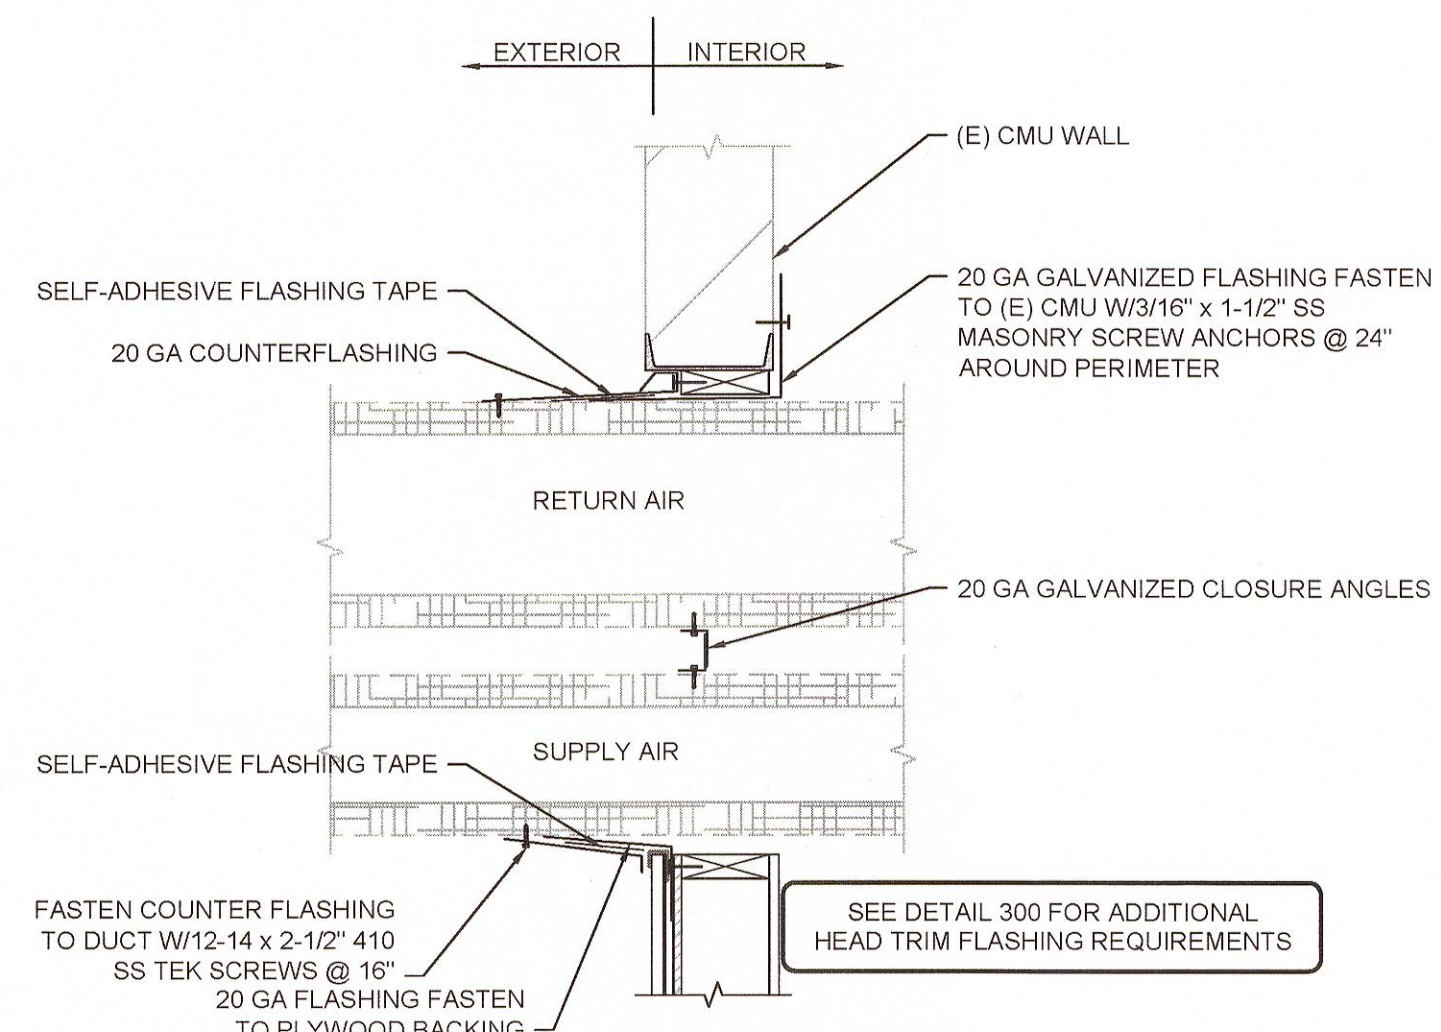 EXTERIOR INTERIOR
(E) CMU WALL
SELF-ADHESIVE FLASHING TAPE
20 GA COUNTERFLASHING
20 GA GALVANIZED FLASHING FASTEN
TO (E) CMU W/3/16" x 1-1/2" SS
MASONRY SCREW ANCHORS @ 24"
AROUND PERIMETER
RETURN AIR
20 GA GALVANIZED CLOSURE ANGLES
SUPPLY AIR
SELF-ADHESIVE FLASHING TAPE
FASTEN COUNTER FLASHING
TO DUCT W/12-14 x 2-1/2" 410
SS TEK SCREWS @ 16"
20 GA FLASHING FASTEN
TO PLYWOOD BACKING
SEE DETAIL 300 FOR ADDITIONAL
HEAD TRIM FLASHING REQUIREMENTS